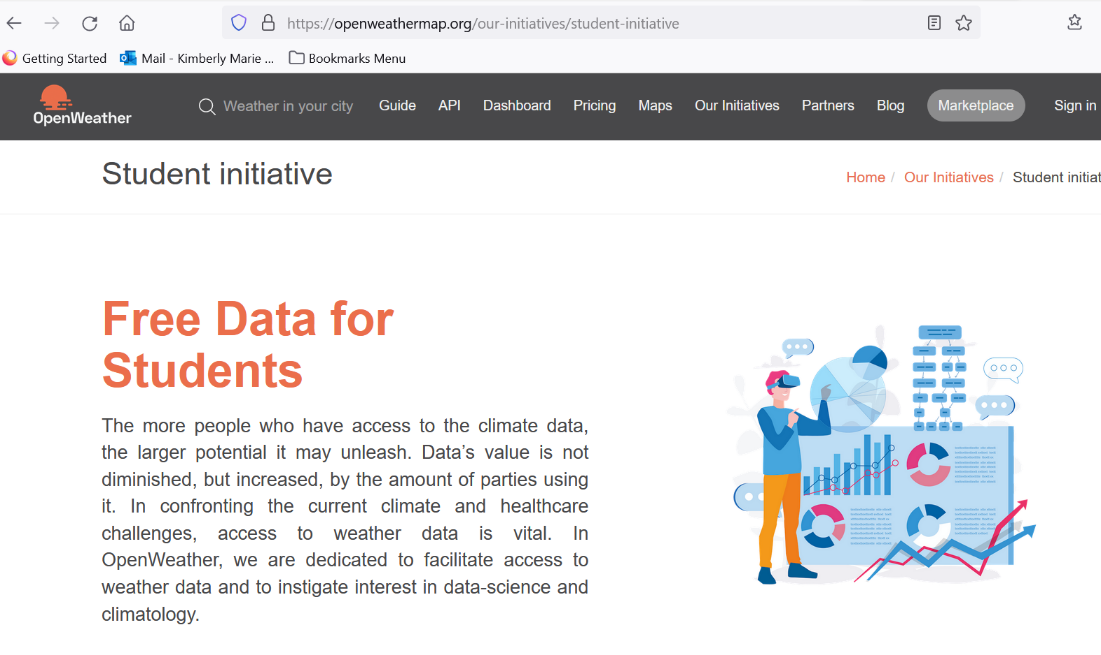 https://openweathermap.org/our-initiatives/student-initiative
Getting Started Mail - Kimberly Marie ... Bookmarks Menu
OpenWeather Weather in your city Guide API Dashboard Pricing Maps Our Initiatives Partners Blog Marketplace Sign in
Student initiative
Home / Our Initiatives / Student initiat
Free Data for
Students
The more people who have access to the climate data,
the larger potential it may unleash. Data’s value is not
diminished, but increased, by the amount of parties using
it. In confronting the current climate and healthcare
challenges, access to weather data is vital. In
OpenWeather, we are dedicated to facilitate access to
weather data and to instigate interest in data-science and
climatology.